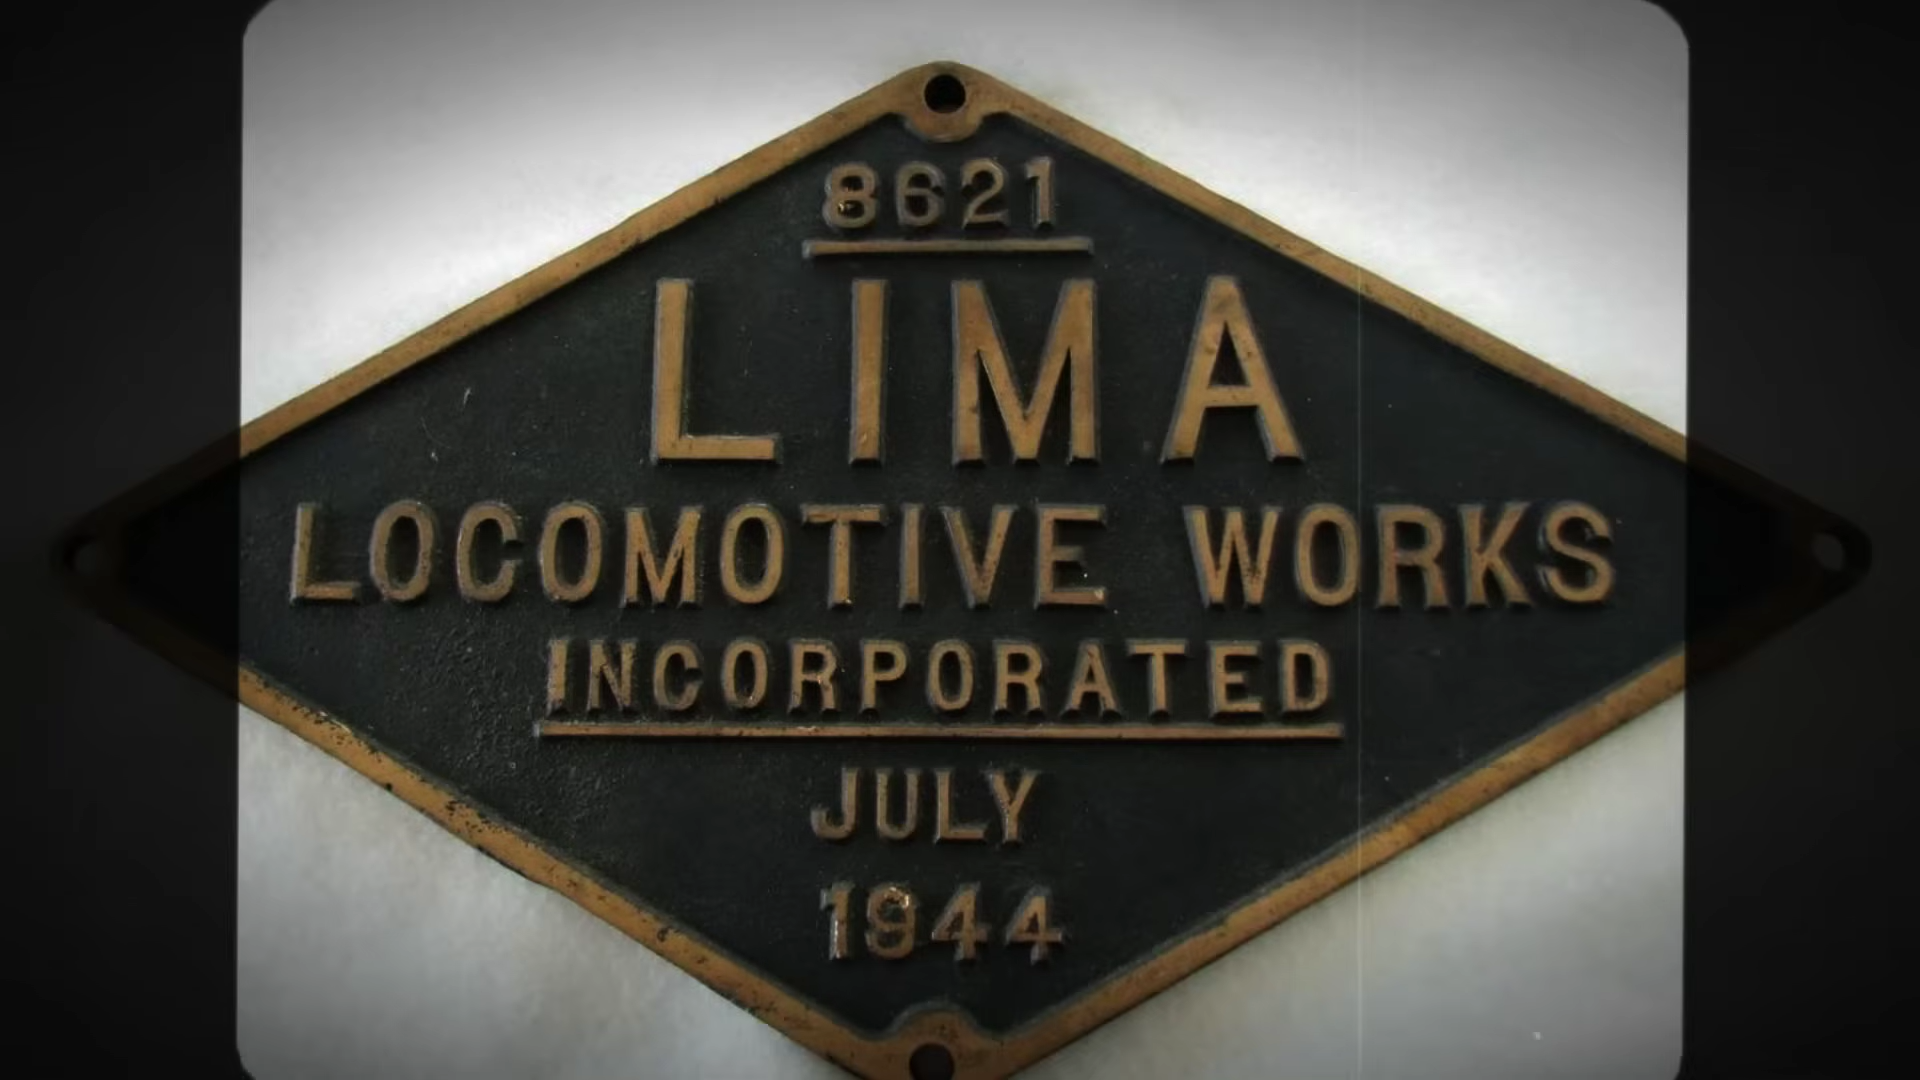 8621
LIMA
LOCOMOTIVE WORKS
INCORPORATED
JULY
1944